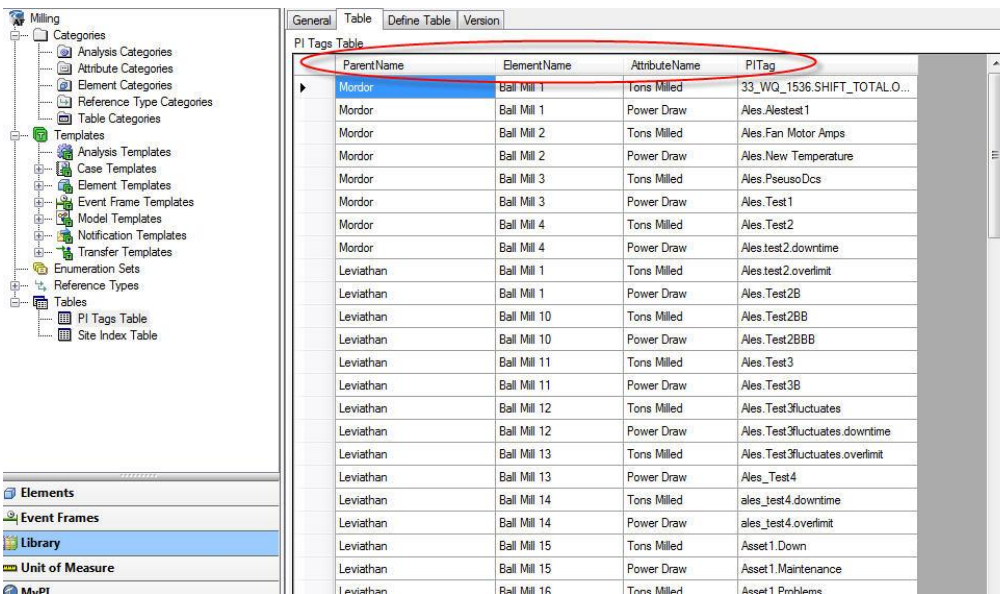 Milling
Categories
Analysis Categories
Attribute Categories
Element Categories
Reference Type Categories
Table Categories
Templates
Analysis Templates
Case Templates
Element Templates
Event Frame Templates
Model Templates
Notification Templates
Transfer Templates
Enumeration Sets
Reference Types
Tables
PI Tags Table
Site Index Table
Elements
Event Frames
Library
Unit of Measure
MyPI
General Table Define Table Version
PI Tags Table
ParentName ElementName AttributeName PITag
Mordor Ball Mill 1 Tons Milled 33_WQ_1536.SHIFT_TOTAL.O...
Mordor Ball Mill 1 Power Draw Ales.Alestest1
Mordor Ball Mill 2 Tons Milled Ales.Fan Motor Amps
Mordor Ball Mill 2 Power Draw Ales.New Temperature
Mordor Ball Mill 3 Tons Milled Ales.PseusoDcs
Mordor Ball Mill 3 Power Draw Ales.Test1
Mordor Ball Mill 4 Tons Milled Ales.Test2
Mordor Ball Mill 4 Power Draw Ales.test2.downtime
Leviathan Ball Mill 1 Tons Milled Ales.test2.overlimit
Leviathan Ball Mill 1 Power Draw Ales.Test2B
Leviathan Ball Mill 10 Tons Milled Ales.Test2BB
Leviathan Ball Mill 10 Power Draw Ales.Test2BBB
Leviathan Ball Mill 11 Tons Milled Ales.Test3
Leviathan Ball Mill 11 Power Draw Ales.Test3B
Leviathan Ball Mill 12 Tons Milled Ales.Test3fluctuates
Leviathan Ball Mill 12 Power Draw Ales.Test3fluctuates.downtime
Leviathan Ball Mill 13 Tons Milled Ales.Test3fluctuates.overlimit
Leviathan Ball Mill 13 Power Draw Ales_Test4
Leviathan Ball Mill 14 Tons Milled ales_test4.downtime
Leviathan Ball Mill 14 Power Draw ales_test4.overlimit
Leviathan Ball Mill 15 Tons Milled Asset1.Down
Leviathan Ball Mill 15 Power Draw Asset1.Maintenance
Leviathan Ball Mill 16 Tons Milled Asset1.Problems